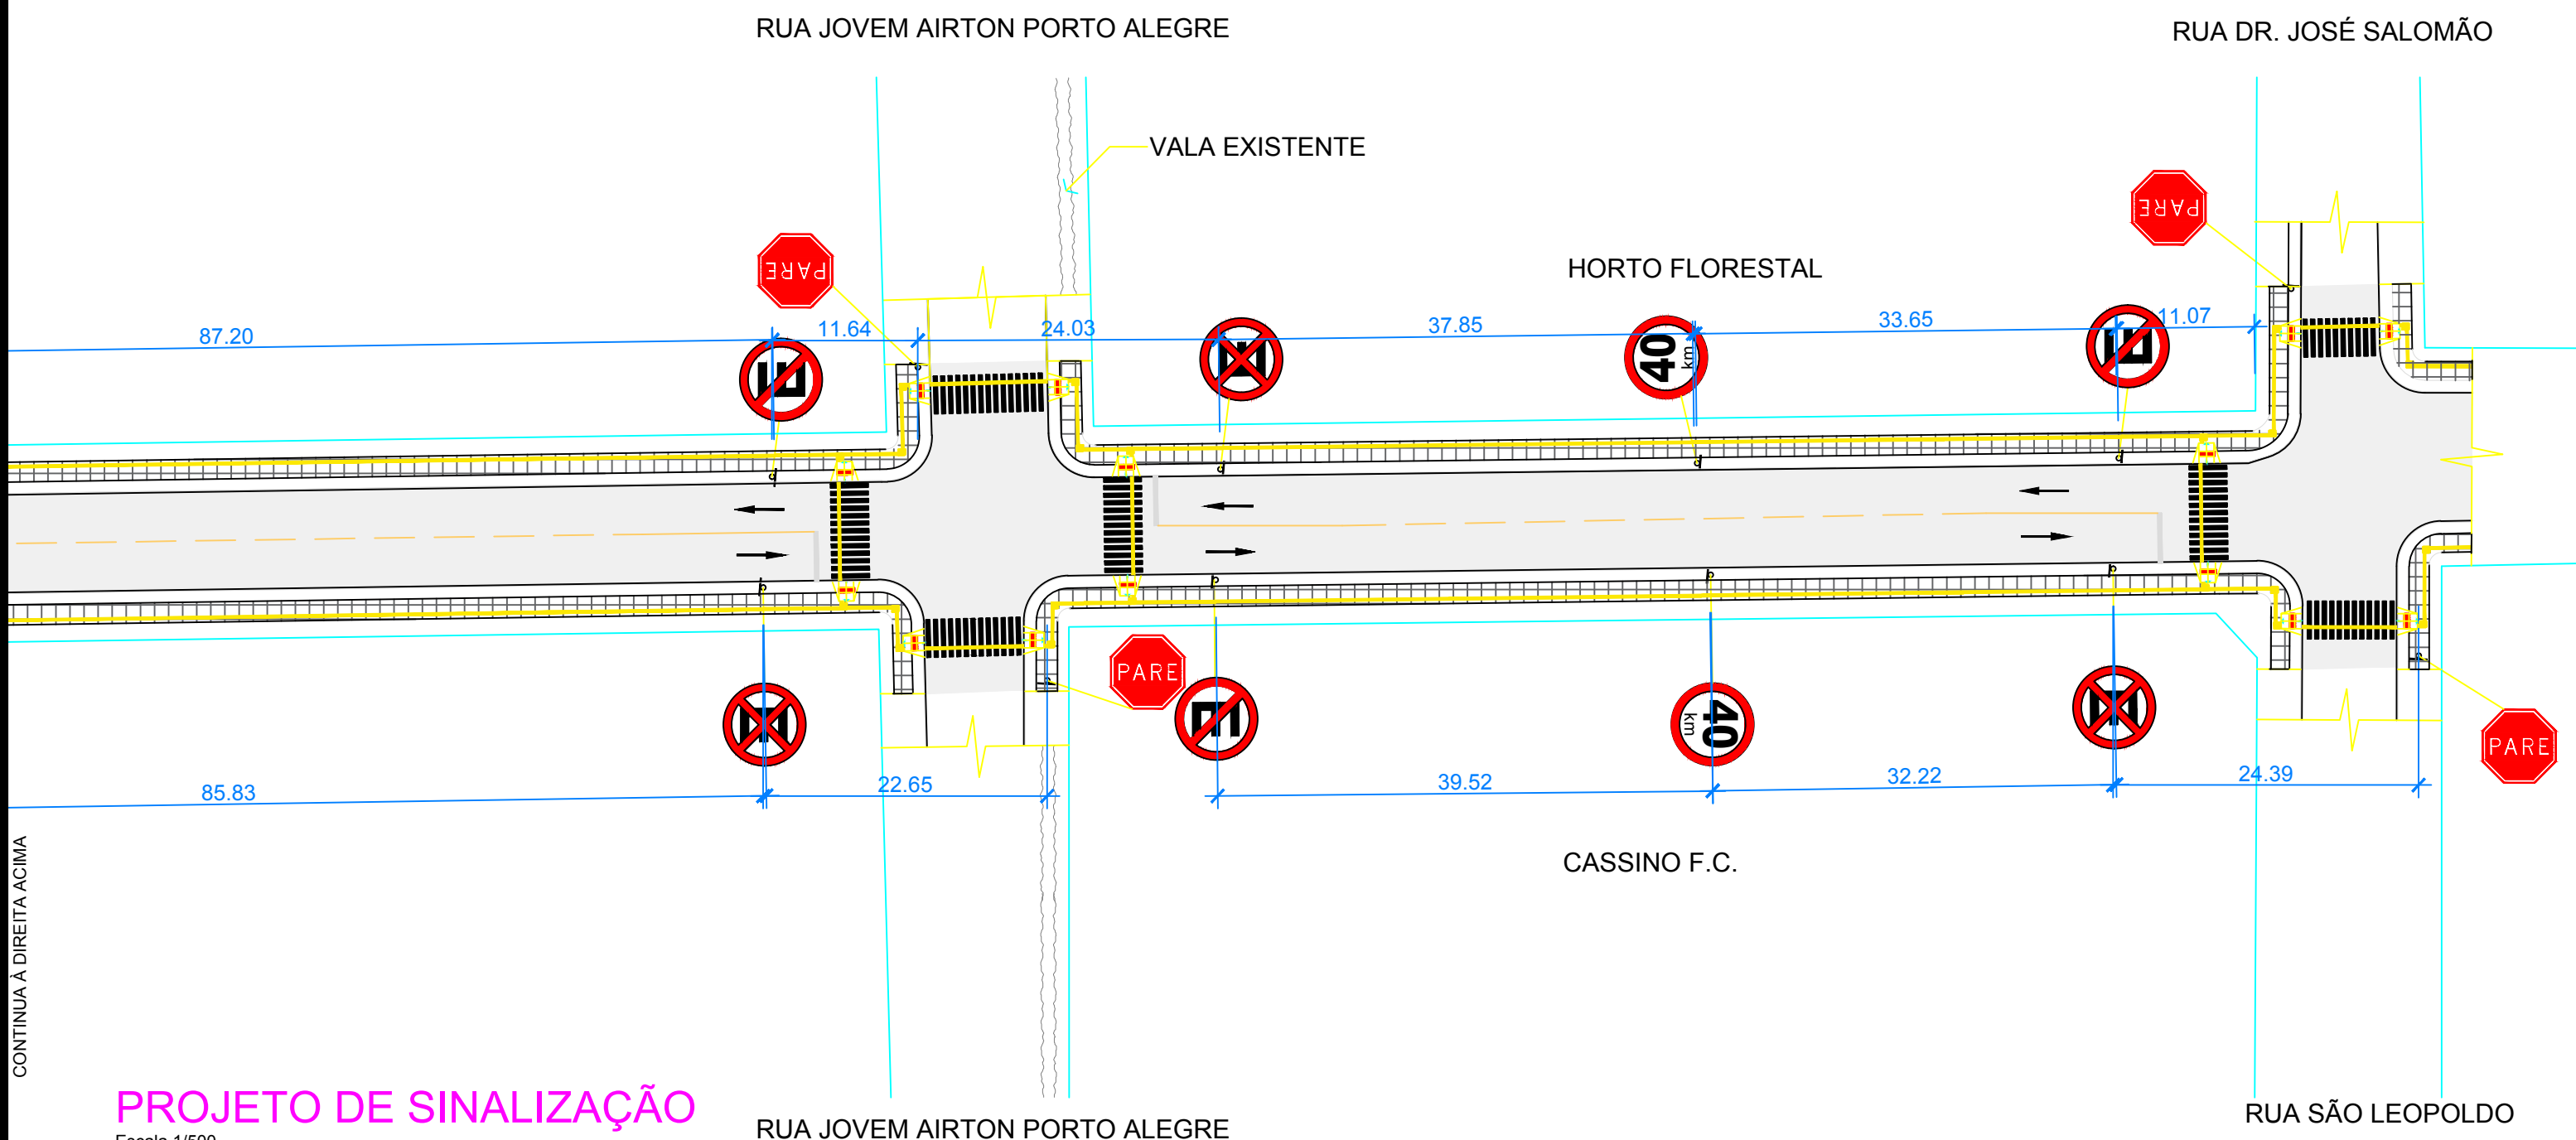 RUA JOVEM AIRTON PORTO ALEGRE
RUA DR. JOSÉ SALOMÃO
VALA EXISTENTE
PARE
PARE
HORTO FLORESTAL
87.20
11.64
24.03
37.85
33.65
11.07
E
E
40
km
PARE
E
40
km
PARE
85.83
22.65
39.52
32.22
24.39
CASSINO F.C.
CONTINUA À DIREITA ACIMA
PROJETO DE SINALIZAÇÃO
Escala 1/500
RUA JOVEM AIRTON PORTO ALEGRE
RUA SÃO LEOPOLDO